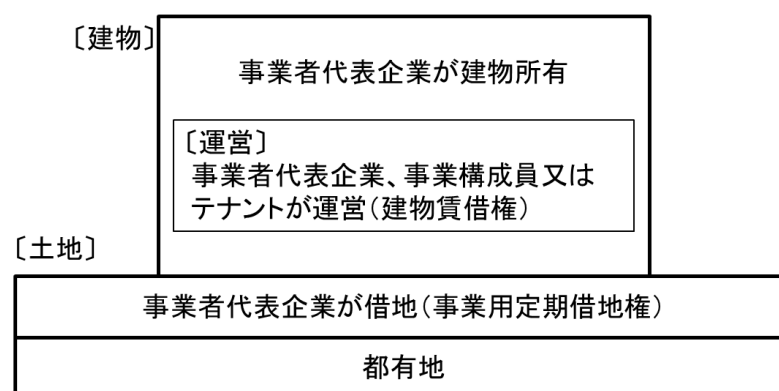 〔建物〕
事業者代表企業が建物所有
〔運営〕
事業者代表企業、事業構成員又は
テナントが運営（建物賃借権）
〔土地〕
事業者代表企業が借地（事業用定期借地権）
都有地